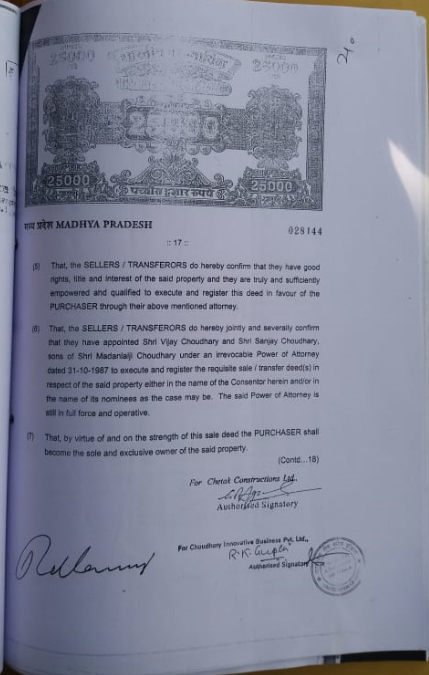 210
25000
25000
25000
पच्चीस हजार रुपये
25000
मध्य प्रदेश MADHYA PRADESH
028144
:: 17 ::
(5) That, the SELLERS / TRANSFERORS do hereby confirm that they have good
rights, title and interest of the said property and they are truly and sufficiently
empowered and qualified to execute and register this deed in favour of the
PURCHASER through their above mentioned attorney.
(6) That, the SELLERS / TRANSFERORS do hereby jointly and severally confirm
that they have appointed Shri Vijay Choudhary and Shri Sanjay Choudhary,
sons of Shri Madanlalji Choudhary under an irrevocable Power of Attorney
dated 31-10-1987 to execute and register the requisite sale / transfer deed(s) in
respect of the said property either in the name of the Consentor herein and/or in
the name of its nominees as the case may be. The said Power of Attorney is
still in full force and operative.
(7) That, by virtue of and on the strength of this sale deed the PURCHASER shall
become the sole and exclusive owner of the said property.
(Contd...18)
For Chetak Constructions Ltd.,
Authorised Signatory
For Choudhary Innovative Business Pvt. Ltd.,
R.K. Gupta
Authorised Signatory